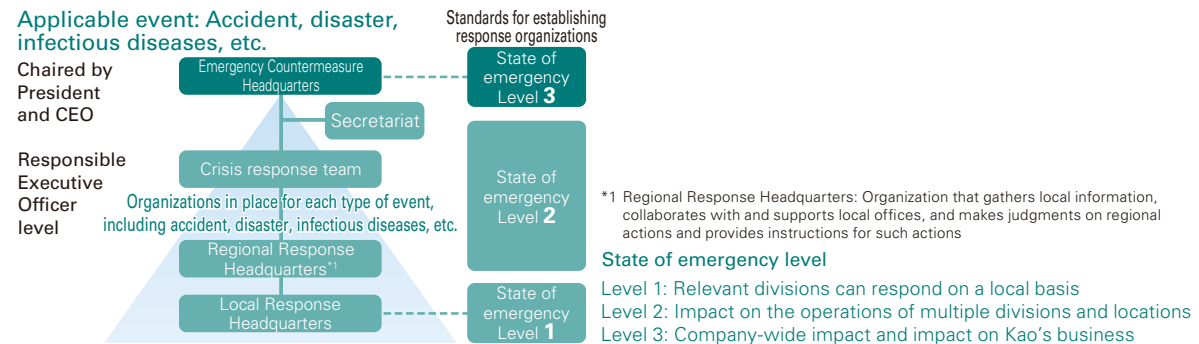 Applicable event: Accident, disaster,
infectious diseases, etc.
Standards for establishing
response organizations
Chaired by
President
and CEO
Emergency Countermeasure
Headquarters
State of
emergency
Level 3
Secretariat
Responsible
Executive
Officer
level
Crisis response team
Organizations in place for each type of event,
including accident, disaster, infectious diseases, etc.
State of
emergency
Level 2
Regional Response
Headquarters*1
Local Response
Headquarters
State of
emergency
Level 1
*1 Regional Response Headquarters: Organization that gathers local information,
collaborates with and supports local offices, and makes judgments on regional
actions and provides instructions for such actions
State of emergency level
Level 1: Relevant divisions can respond on a local basis
Level 2: Impact on the operations of multiple divisions and locations
Level 3: Company-wide impact and impact on Kao's business